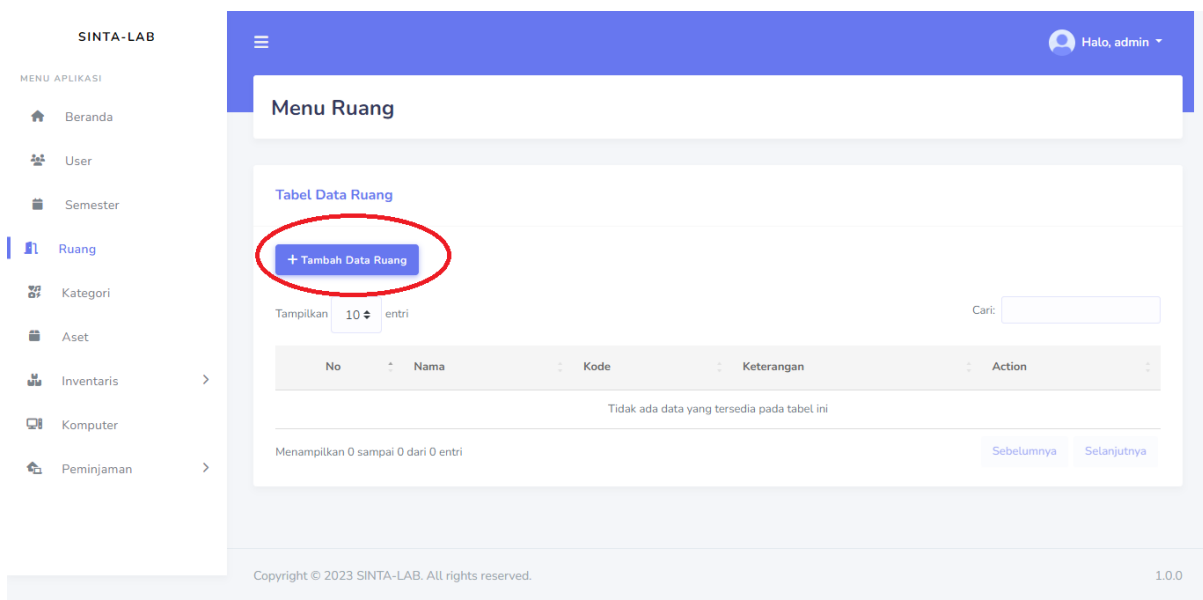 SINTA-LAB
Halo, admin
MENU APLIKASI
Beranda
User
Semester
Ruang
Kategori
Aset
Inventaris
Komputer
Peminjaman
Menu Ruang
Tabel Data Ruang
+ Tambah Data Ruang
Tampilkan 10 entri
Cari:
No Nama Kode Keterangan Action
Tidak ada data yang tersedia pada tabel ini
Menampilkan 0 sampai 0 dari 0 entri
Sebelumnya Selanjutnya
Copyright © 2023 SINTA-LAB. All rights reserved. 1.0.0